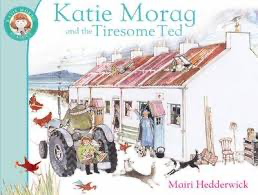 Katie Morag
and the Tiresome Ted
Mairi Hedderwick